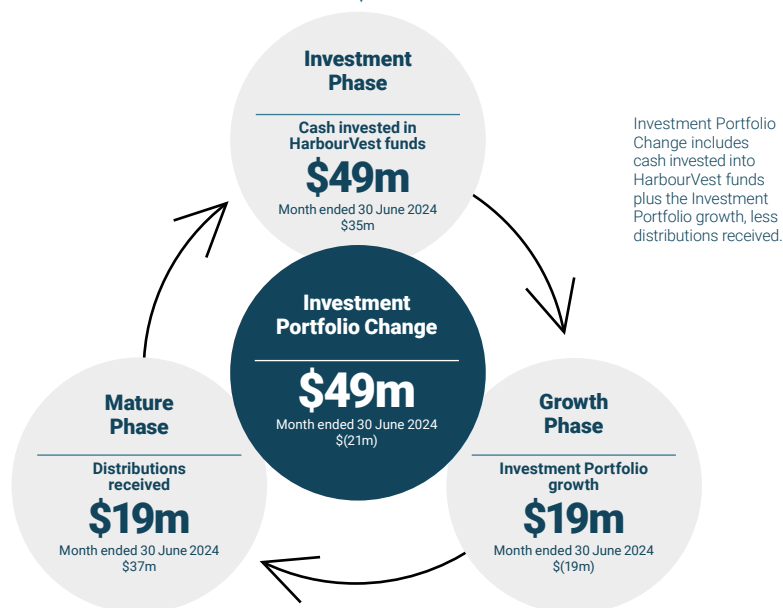 Investment
Phase
Cash invested in
HarbourVest funds
$49m
Month ended 30 June 2024
$35m
Investment Portfolio
Change includes
cash invested into
HarbourVest funds
plus the Investment
Portfolio growth, less
distributions received.
Investment
Portfolio Change
$49m
Month ended 30 June 2024
$(21m)
Mature
Phase
Distributions
received
$19m
Month ended 30 June 2024
$37m
Growth
Phase
Investment Portfolio
growth
$19m
Month ended 30 June 2024
$(19m)